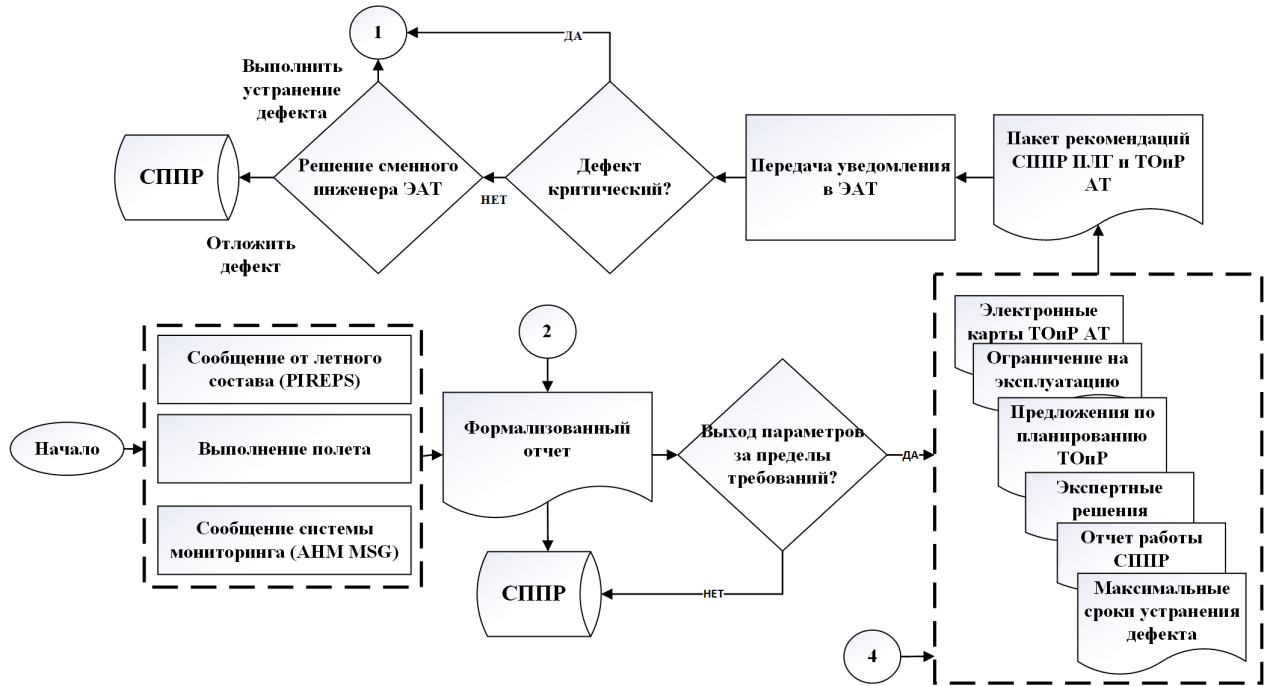 1
ДА
Выполнить
устранение
дефекта
СППР
Решение сменного
инженера ЭАТ
НЕТ
Дефект
критический?
Передача уведомления
в ЭАТ
Пакет рекомендаций
СППР ПЛГ и ТОиР
АТ
Отложить
дефект
Начало
Сообщение от летного
состава (PIREPS)
Выполнение полета
Сообщение системы
мониторинга (AHM MSG)
2
Формализованный
отчет
СППР
Выход параметров
за пределы
требований?
ДА
НЕТ
Электронные
карты ТОиР АТ
Ограничение на
эксплуатацию
Предложения по
планированию
ТОиР
Экспертные
решения
Отчет работы
СППР
Максимальные
сроки устранения
дефекта
4